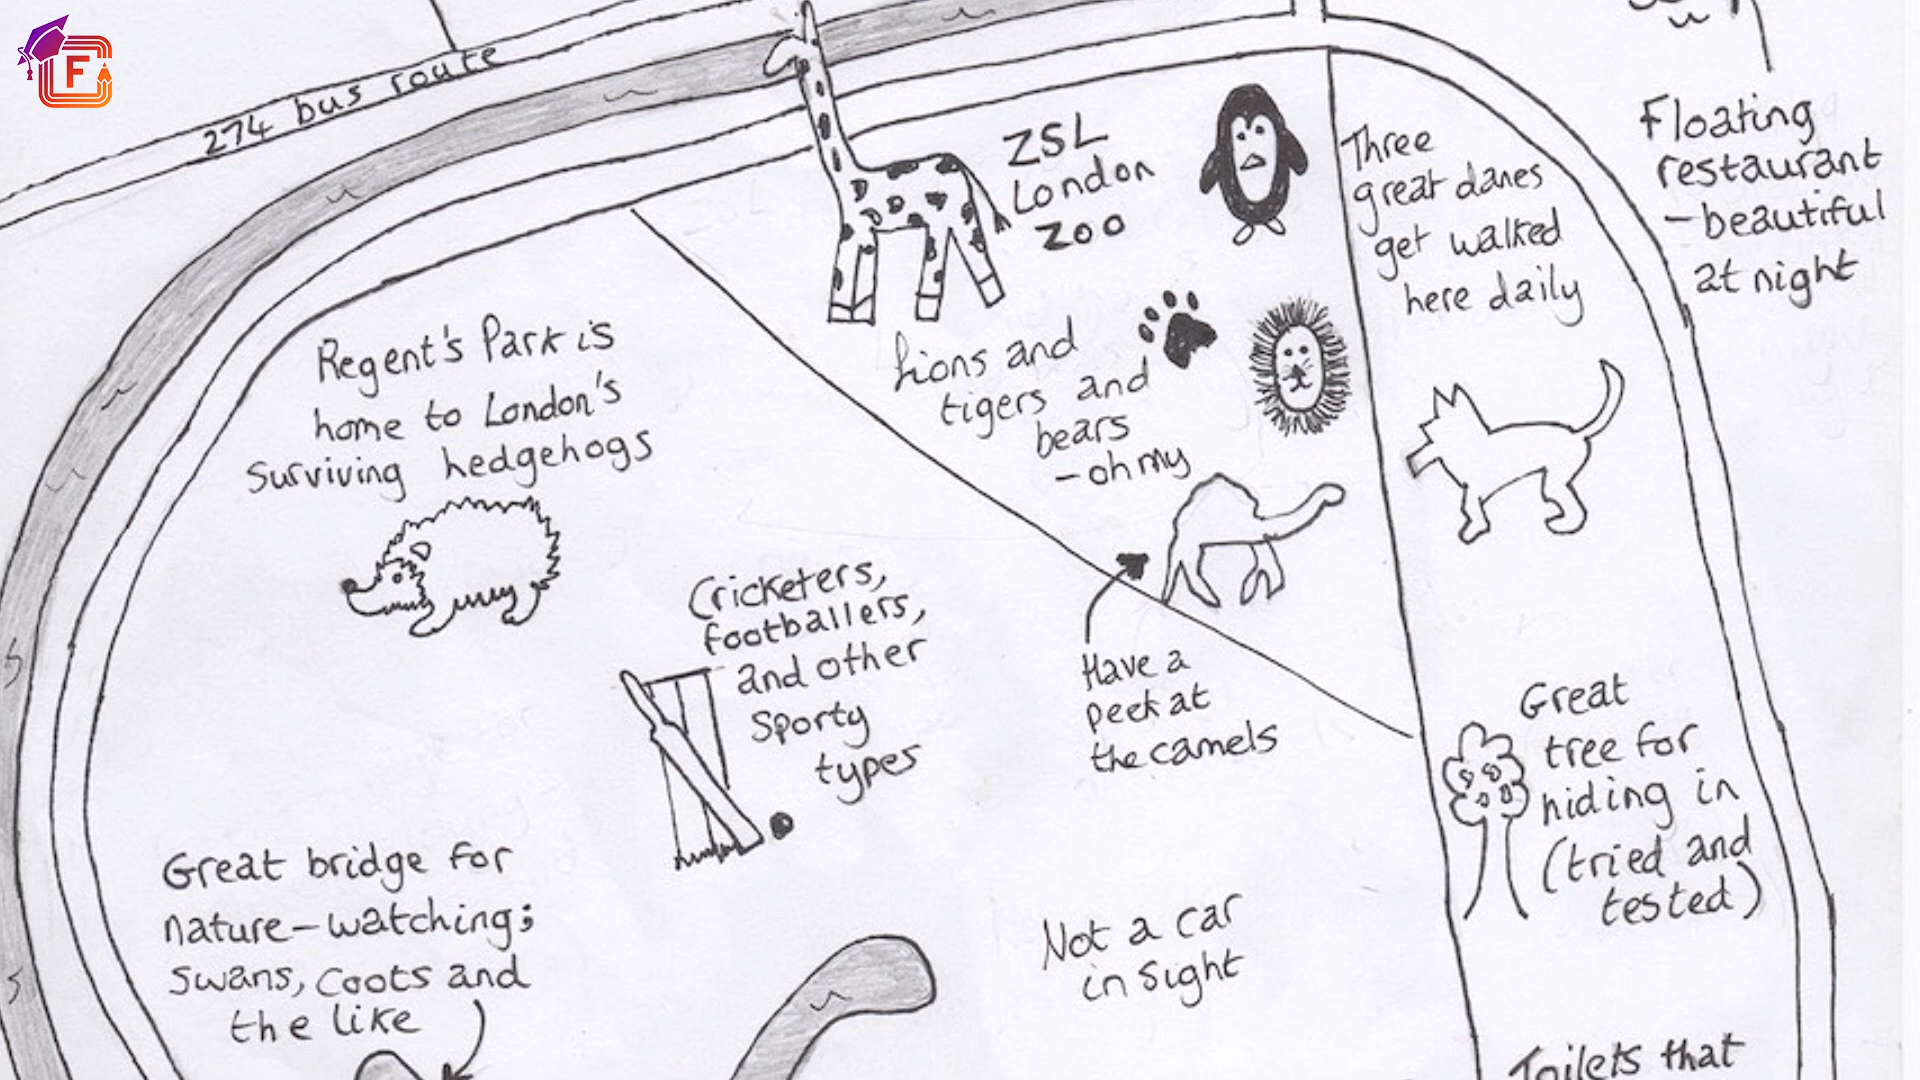 F
274 bus route
ZSL
London
Zoo
Three
great danes
get walked
here daily
Floating
restaurant
-beautiful
at night
Regent's Park is
home to London's
surviving hedgehogs
Lions and
tigers and
bears
-oh my
Cricketers,
footballers,
and other
sporty
types
Have a
peek at
the camels
Great
tree for
hiding in
(tried and
tested)
Great bridge for
nature-watching;
swans, coots and
the like
Not a car
in sight
Toilets that